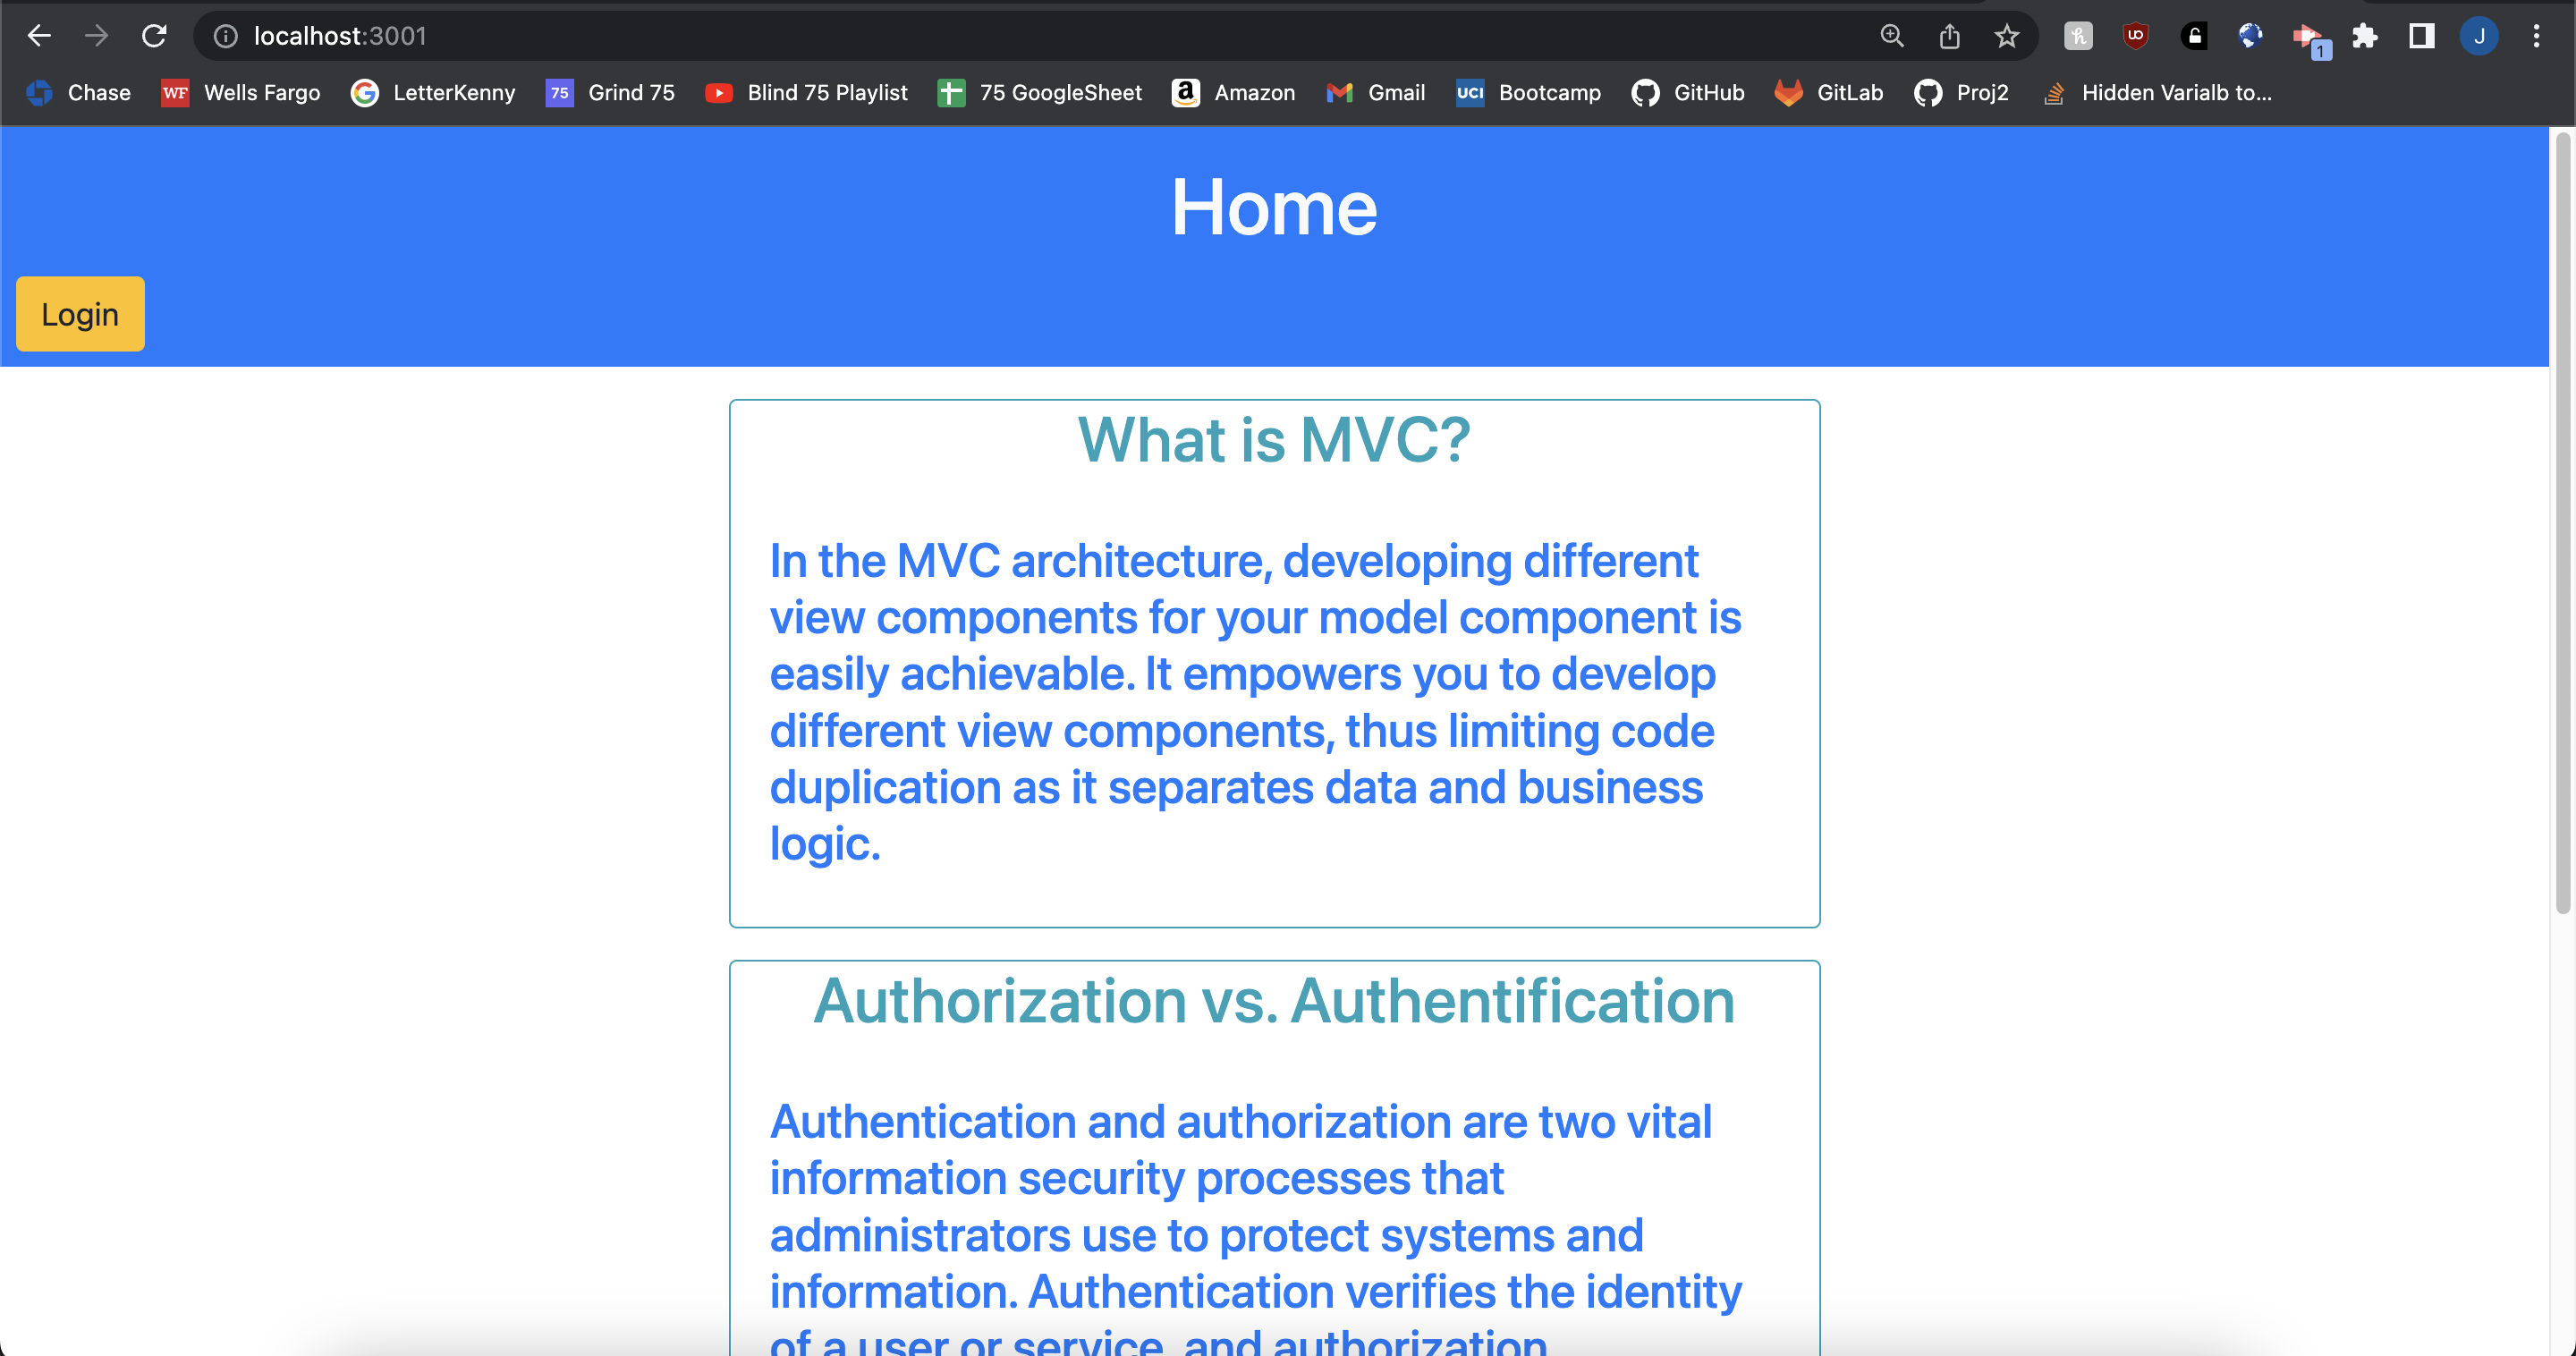 localhost:3001
1
J
Chase WF Wells Fargo LetterKenny 75 Grind 75 Blind 75 Playlist 75 GoogleSheet a Amazon Gmail UCI Bootcamp GitHub GitLab Proj2 Hidden Varialb to...
Home
Login
What is MVC?
In the MVC architecture, developing different
view components for your model component is
easily achievable. It empowers you to develop
different view components, thus limiting code
duplication as it separates data and business
logic.
Authorization vs. Authentification
Authentication and authorization are two vital
information security processes that
administrators use to protect systems and
information. Authentication verifies the identity
of a user or service, and authorization